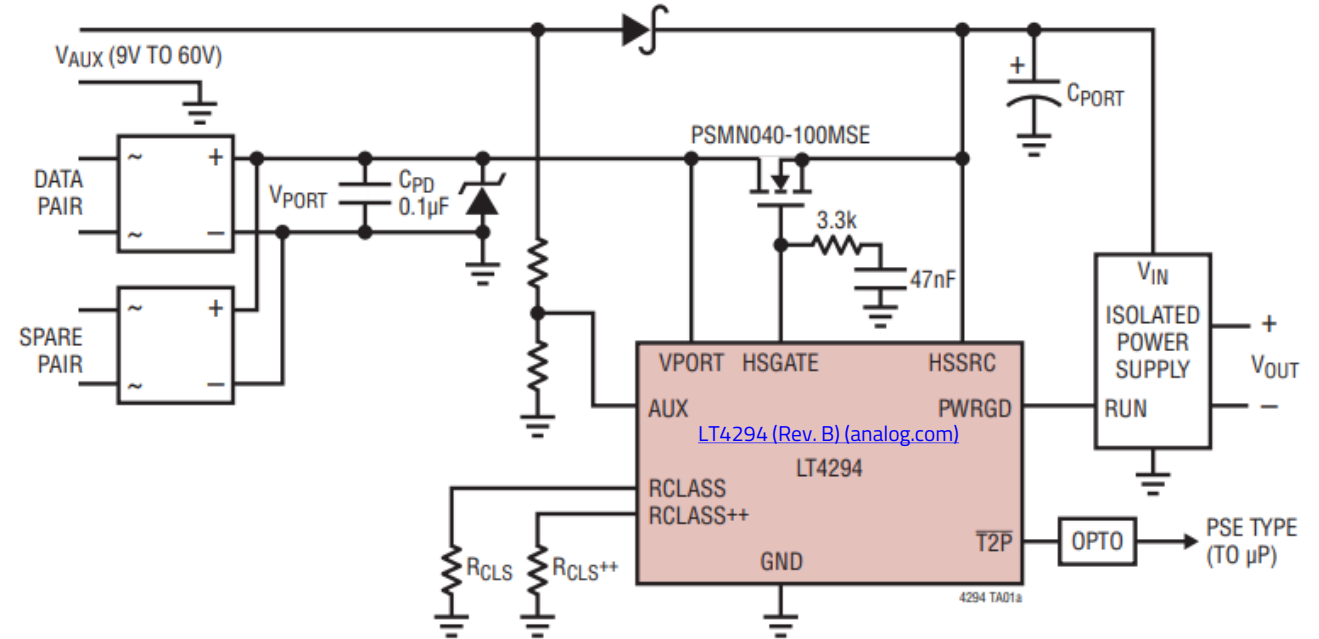 VAUX (9V TO 60V)
DATA
PAIR
~
+
~
−
VPORT
CPD
0.1µF
SPARE
PAIR
~
+
~
−
PSMN040-100MSE
3.3k
47nF
+
CPORT
VIN
ISOLATED
POWER
SUPPLY
RUN
+
VOUT
−
VPORT HSGATE HSSRC
AUX PWRGD
LT4294 (Rev. B) (analog.com)
LT4294
RCLASS
RCLASS++
T2P
GND
RCLS
RCLS++
OPTO
PSE TYPE
(TO µP)
4294 TA01a